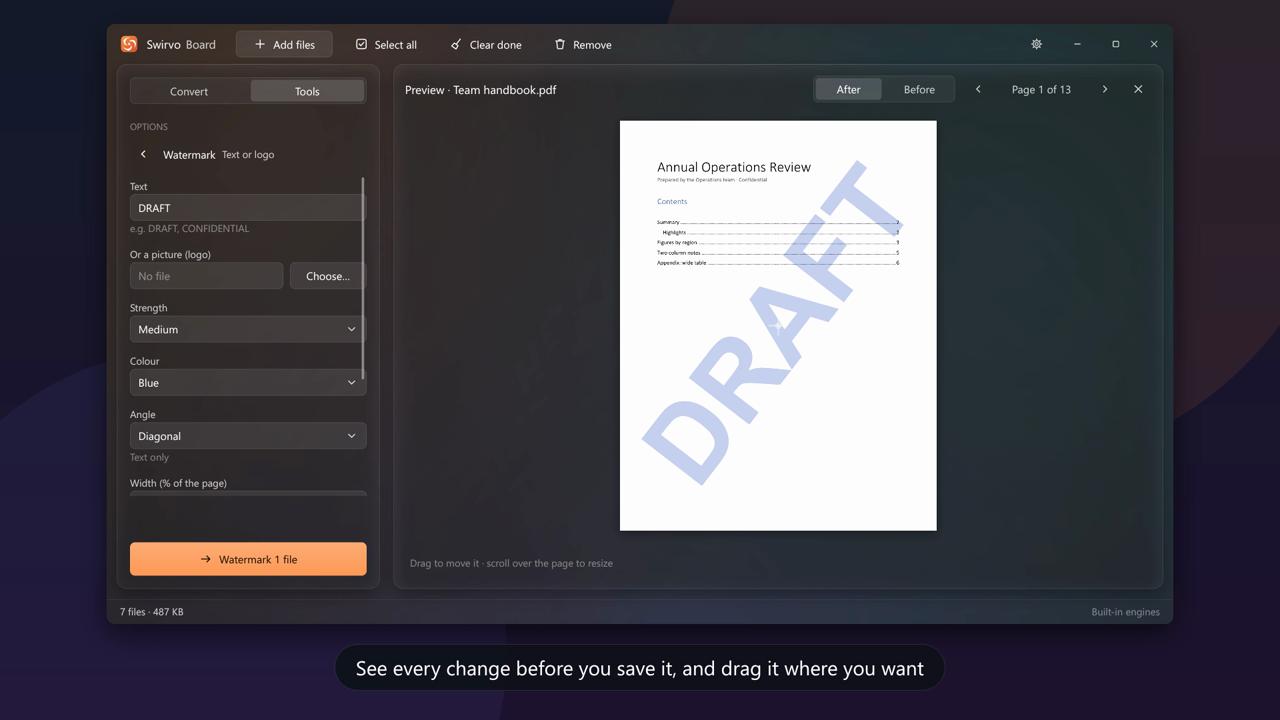 Swirvo Board
Add files
Select all
Clear done
Remove
Convert
Tools
OPTIONS
Watermark Text or logo
Text
DRAFT
e.g. DRAFT, CONFIDENTIAL
Or a picture (logo)
No file
Choose...
Strength
Medium
Colour
Blue
Angle
Diagonal
Text only
Width (% of the page)
Watermark 1 file
Preview · Team handbook.pdf
After
Before
Page 1 of 13
Annual Operations Review
Prepared by the Operations team · Confidential
Contents
Summary 2
Highlights 2
Figures by region 3
Two-column notes 5
Appendix: wide table 6
DRAFT
Drag to move it · scroll over the page to resize
7 files · 487 KB
Built-in engines
See every change before you save it, and drag it where you want